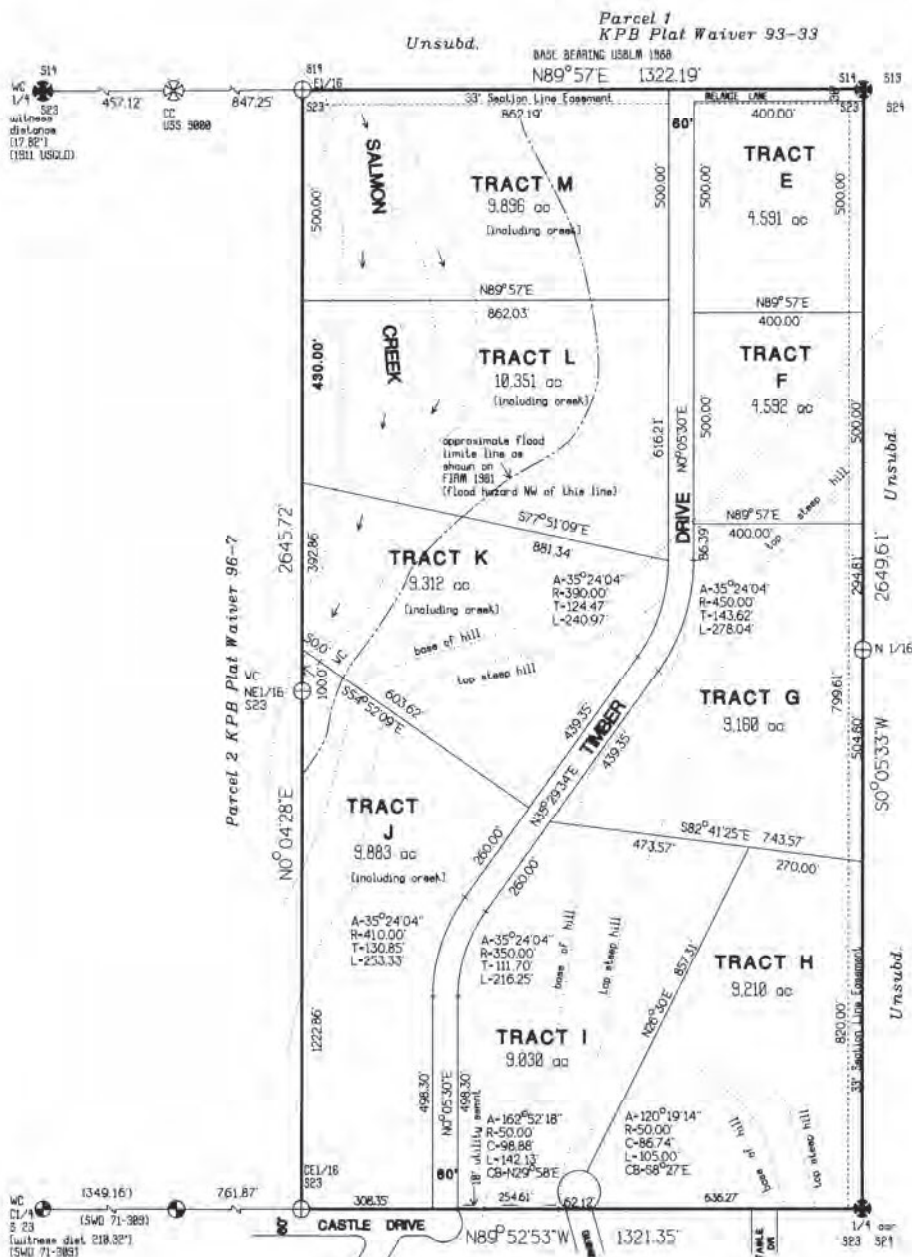 Parcel 1
KPB Plat Waiver 93-33
Unsubd.
BASE BEARING USBLM 1968
N89°57'E 1322.19'
S14
WC
1/4
S23
witness
distance
(17.82')
(1911 USGLO)
457.12'
CC
USS 9000
847.25'
S14
E1/16
S23
33' Section Line Easement
862.19'
MELANIE LANE
400.00'
S14 S13
S23 S24
60'
SALMON
500.00'
TRACT M
9.896 ac
(including creek)
500.00'
500.00'
TRACT
E
4.591 ac
500.00'
N89°57'E
862.03'
N89°57'E
400.00'
CREEK
430.00'
TRACT L
10.351 ac
(including creek)
TRACT
F
4.592 ac
616.21'
N0°05'30"E
500.00'
500.00'
Unsubd.
approximate flood
limits line as
shown on
FIRM 1981
(flood hazard NW of this line)
S77°51'09"E
881.34'
DRIVE
86.39'
N89°57'E
400.00'
top steep hill
2645.72'
392.86'
TRACT K
9.312 ac
(including creek)
A-35°24'04"
R-390.00'
T-124.47
L-240.97'
A-35°24'04"
R-450.00'
T-143.62'
L-278.04'
294.81'
2649.61'
base of hill
top steep hill
Parcel 2 KPB Plat Waiver 96-7
WC
NE1/16
S23
50.0' WC
100.0'
603.62'
S54°52'09"E
N 1/16
439.35'
TIMBER
439.35'
N35°29'34"E
TRACT G
9.160 ac
799.61'
504.80'
S0°05'33"W
N0°04'28"E
TRACT
J
9.883 ac
(including creek)
260.00'
260.00'
S82°41'25"E 743.57'
473.57'
270.00'
A-35°24'04"
R-410.00'
T-130.85'
L-253.33'
A-35°24'04"
R-350.00'
T-111.70'
L-216.25'
base of hill
top steep hill
N26°30'E 857.31'
TRACT H
9.210 ac
Unsubd.
1222.86'
TRACT I
9.030 ac
820.00'
33' Section Line Easement
498.30'
N0°05'30"E
498.30'
A-162°52'18"
R-50.00'
C-98.88'
L-142.13'
CB-N29°58'E
A-120°19'14"
R-50.00'
C-86.74'
L-105.00'
CB-S8°27'E
base of hill
top steep hill
CE1/16
S23
60'
WC
C1/4
S 23
(witness dist 218.32')
(SWD 71-389)
1349.16')
(SWD 71-389)
761.87'
60'
308.35'
254.61'
62.12'
636.27'
CASTLE DRIVE
N89°52'53"W 1321.35'
DR
1/4 cor
S23 S24